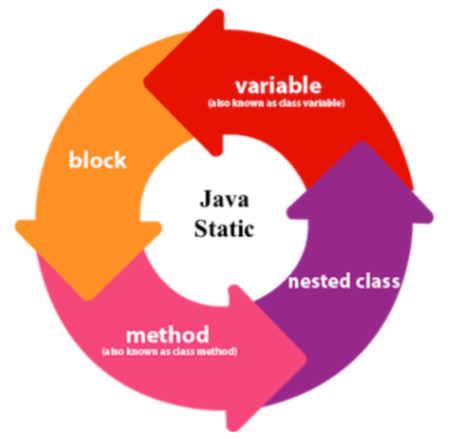 variable
(also known as class variable)
block
Java
Static
nested class
method
(also known as class method)